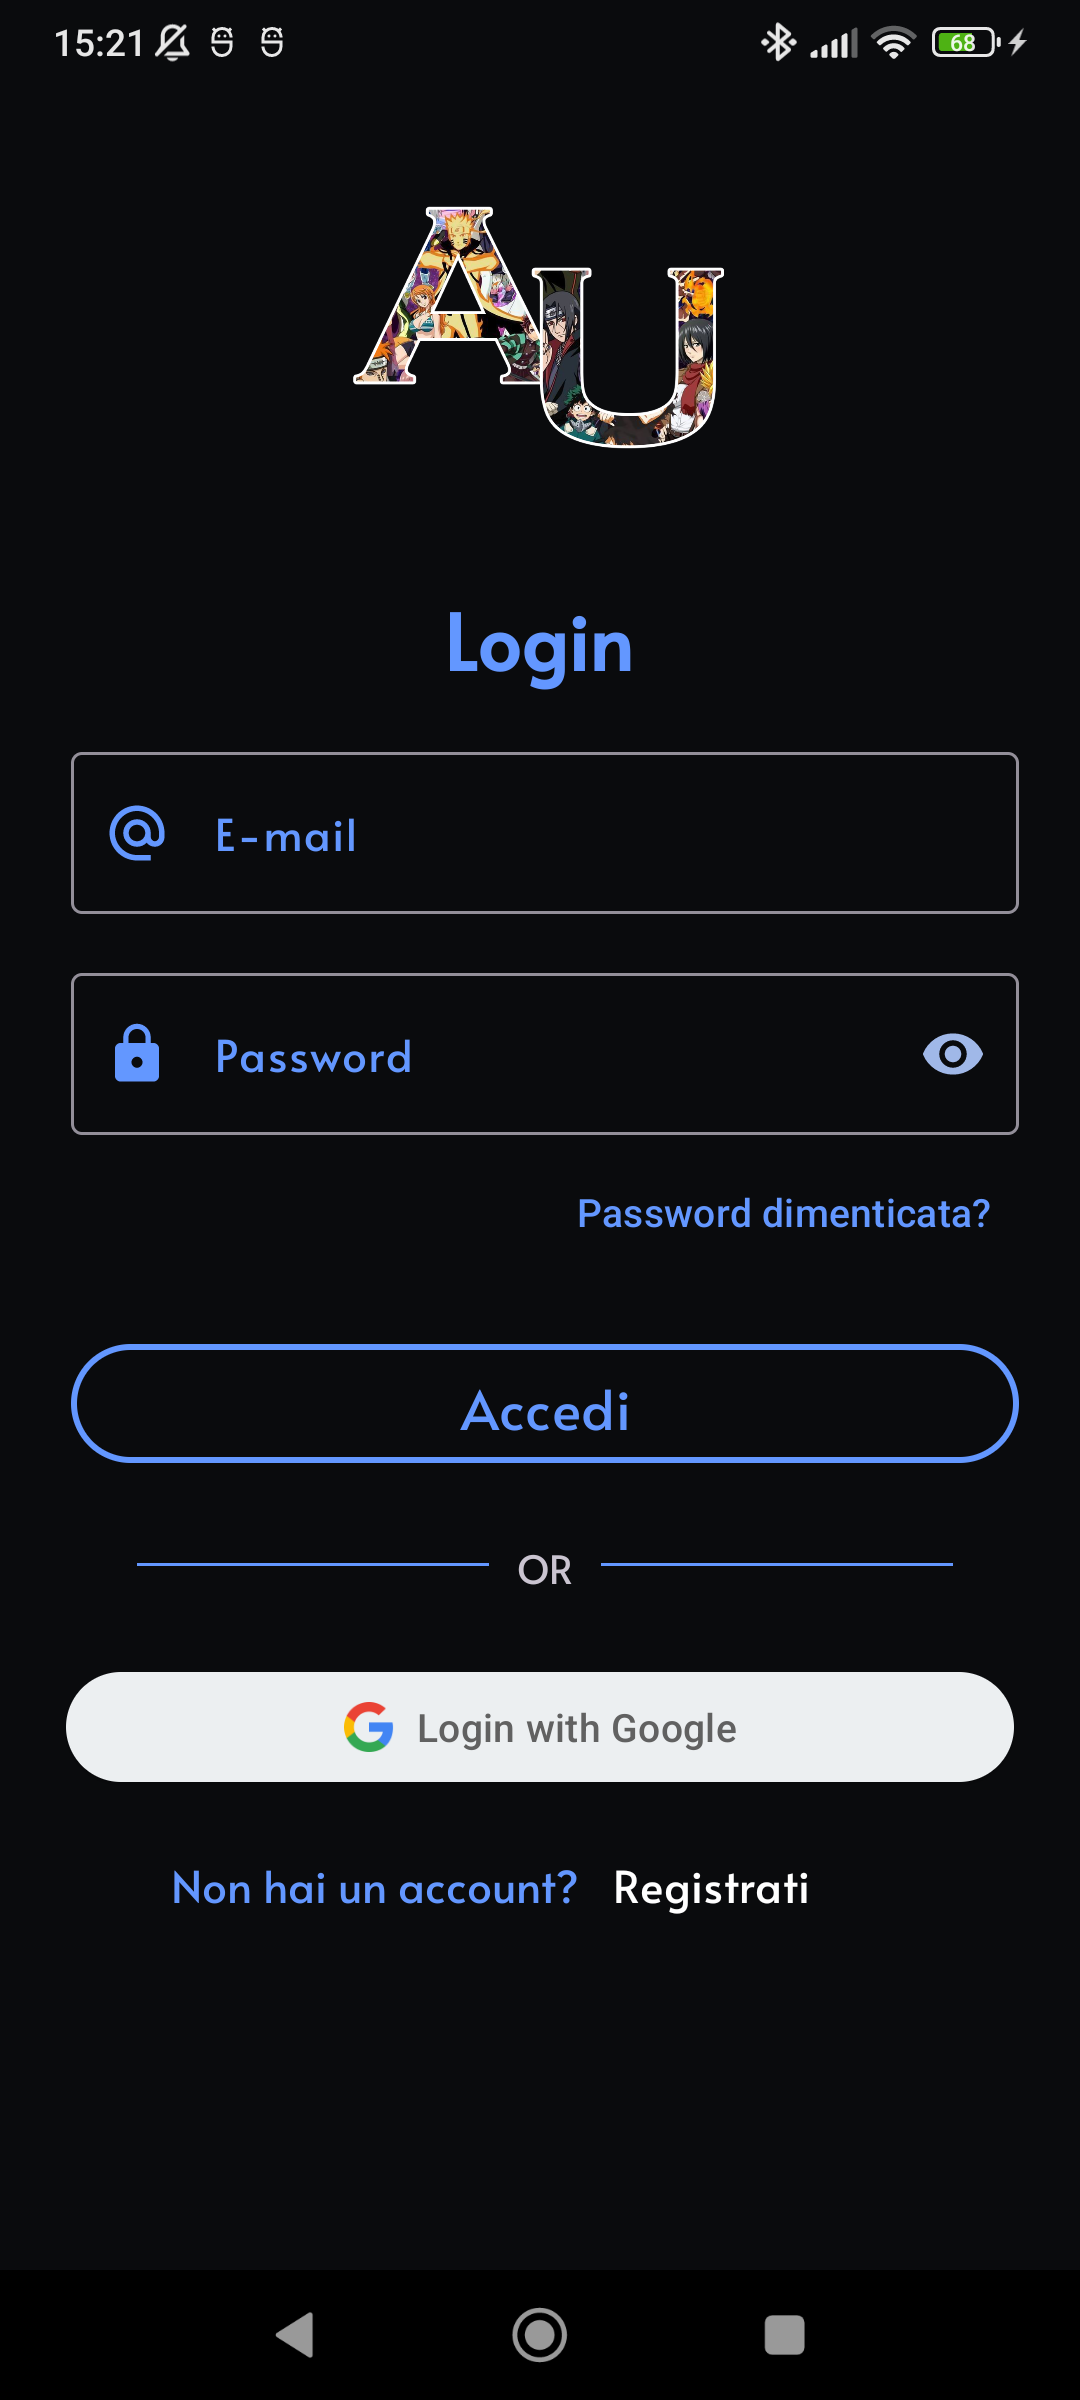 15:21
68
AU
Login
E-mail
Password
Password dimenticata?
Accedi
OR
Login with Google
Non hai un account? Registrati